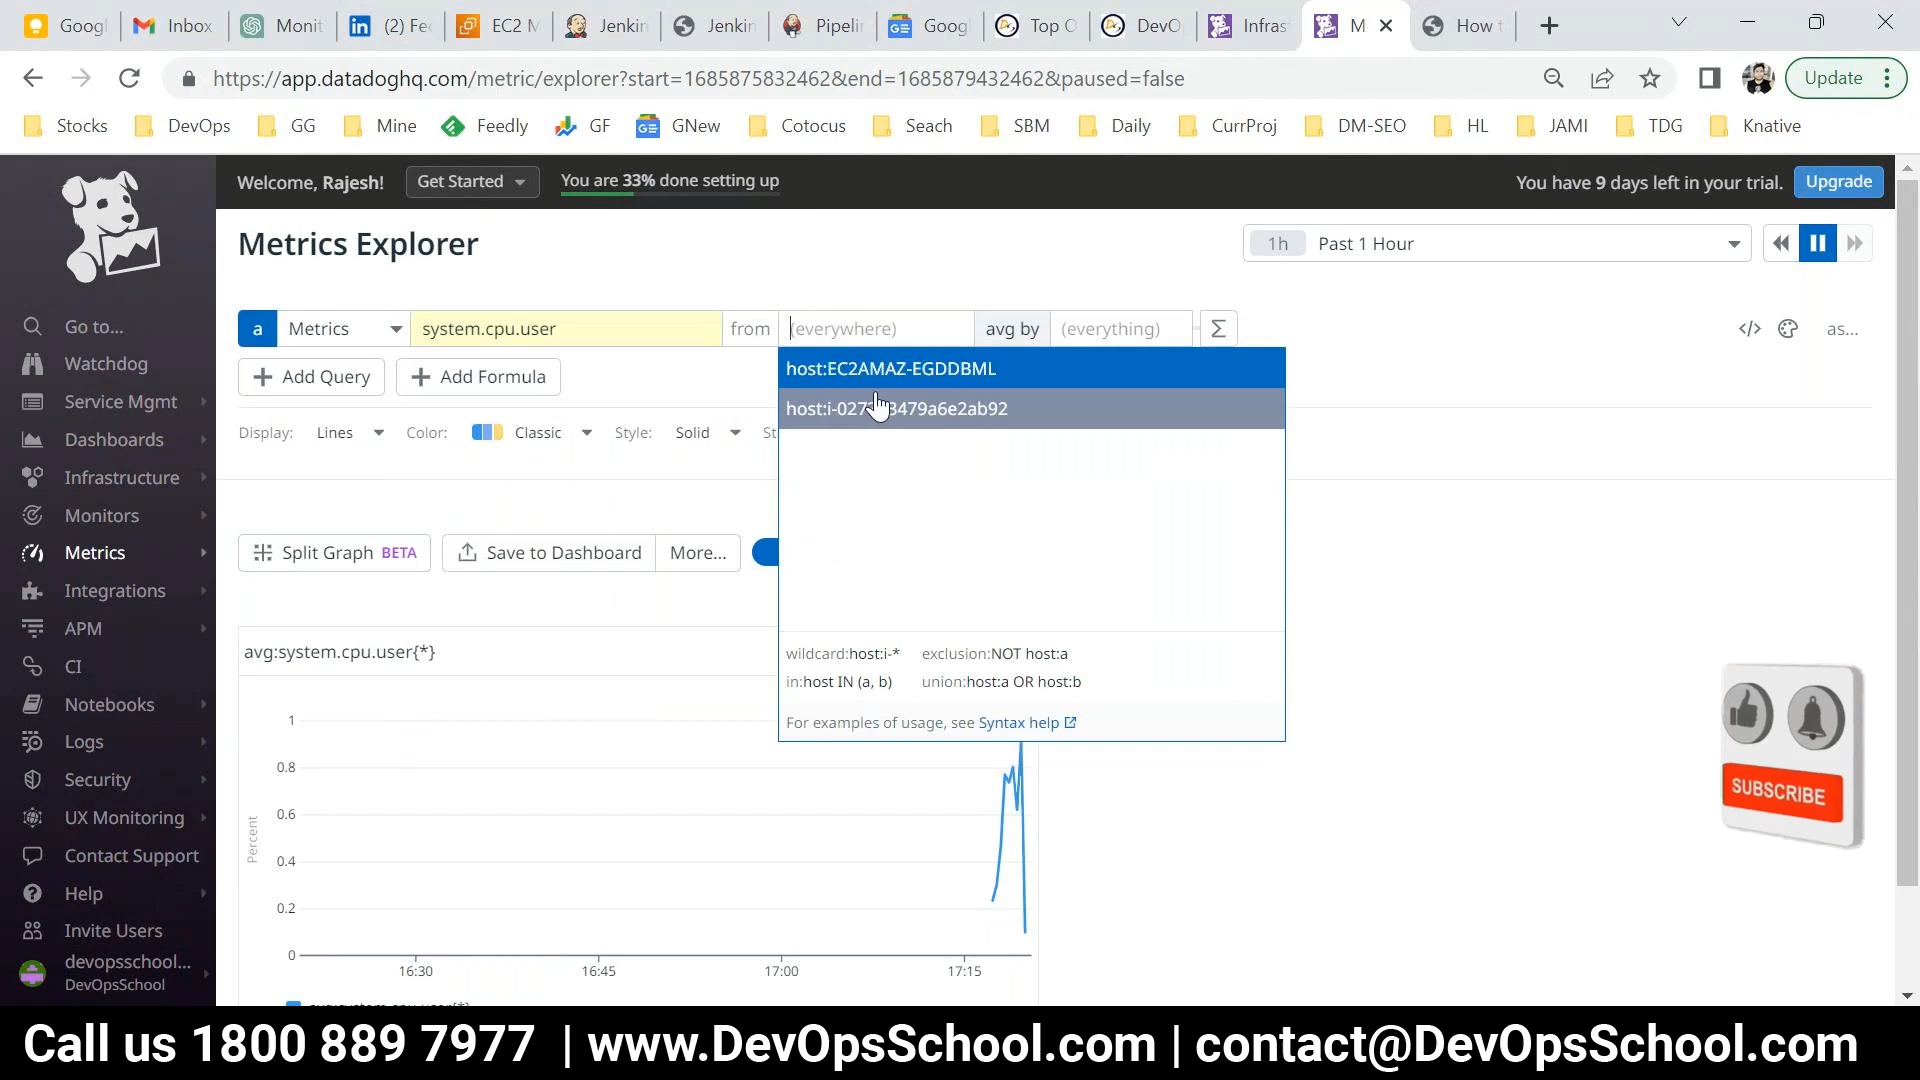 Googl
Inbox
Monit
(2) Fee
EC2 M
Jenkin
Jenkin
Pipelin
Goog
Top O
DevO
Infras
M
How t
https://app.datadoghq.com/metric/explorer?start=1685875832462&end=1685879432462&paused=false
Update
Stocks
DevOps
GG
Mine
Feedly
GF
GNew
Cotocus
Seach
SBM
Daily
CurrProj
DM-SEO
HL
JAMI
TDG
Knative
Welcome, Rajesh!
Get Started
You are 33% done setting up
You have 9 days left in your trial.
Upgrade
Go to...
Watchdog
Service Mgmt
Dashboards
Infrastructure
Monitors
Metrics
Integrations
APM
CI
Notebooks
Logs
Security
UX Monitoring
Contact Support
Help
Invite Users
devopsschool...
DevOpsSchool
Metrics Explorer
1h Past 1 Hour
a Metrics system.cpu.user from (everywhere) avg by (everything) Σ
as...
+ Add Query
+ Add Formula
host:EC2AMAZ-EGDDBML
Display: Lines Color: Classic Style: Solid St
wildcard:host:i-* exclusion:NOT host:a
in:host IN (a, b) union:host:a OR host:b
For examples of usage, see Syntax help
Split Graph BETA
Save to Dashboard
More...
avg:system.cpu.user{*}
Percent
1
0.8
0.6
0.4
0.2
0
16:30
16:45
17:00
17:15
SUBSCRIBE
Call us 1800 889 7977 | www.DevOpsSchool.com | contact@DevOpsSchool.com